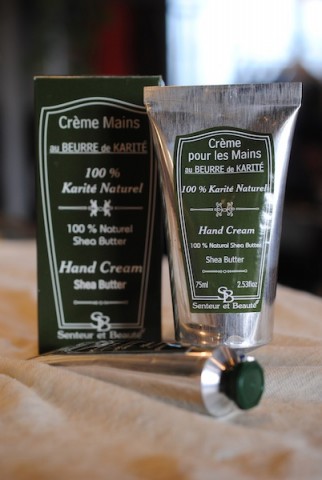 Crème Mains
au BEURRE de KARITÉ
100 %
Karité Naturel
100 % Naturel
Shea Butter
Hand Cream
Shea Butter
SB
Senteur et Beauté
Crème
pour les Mains
au BEURRE de KARITÉ
100 % Karité Naturel
Hand Cream
100 % Natural Shea Butter
Shea Butter
75ml 2.53floz
SB
Senteur et Beauté